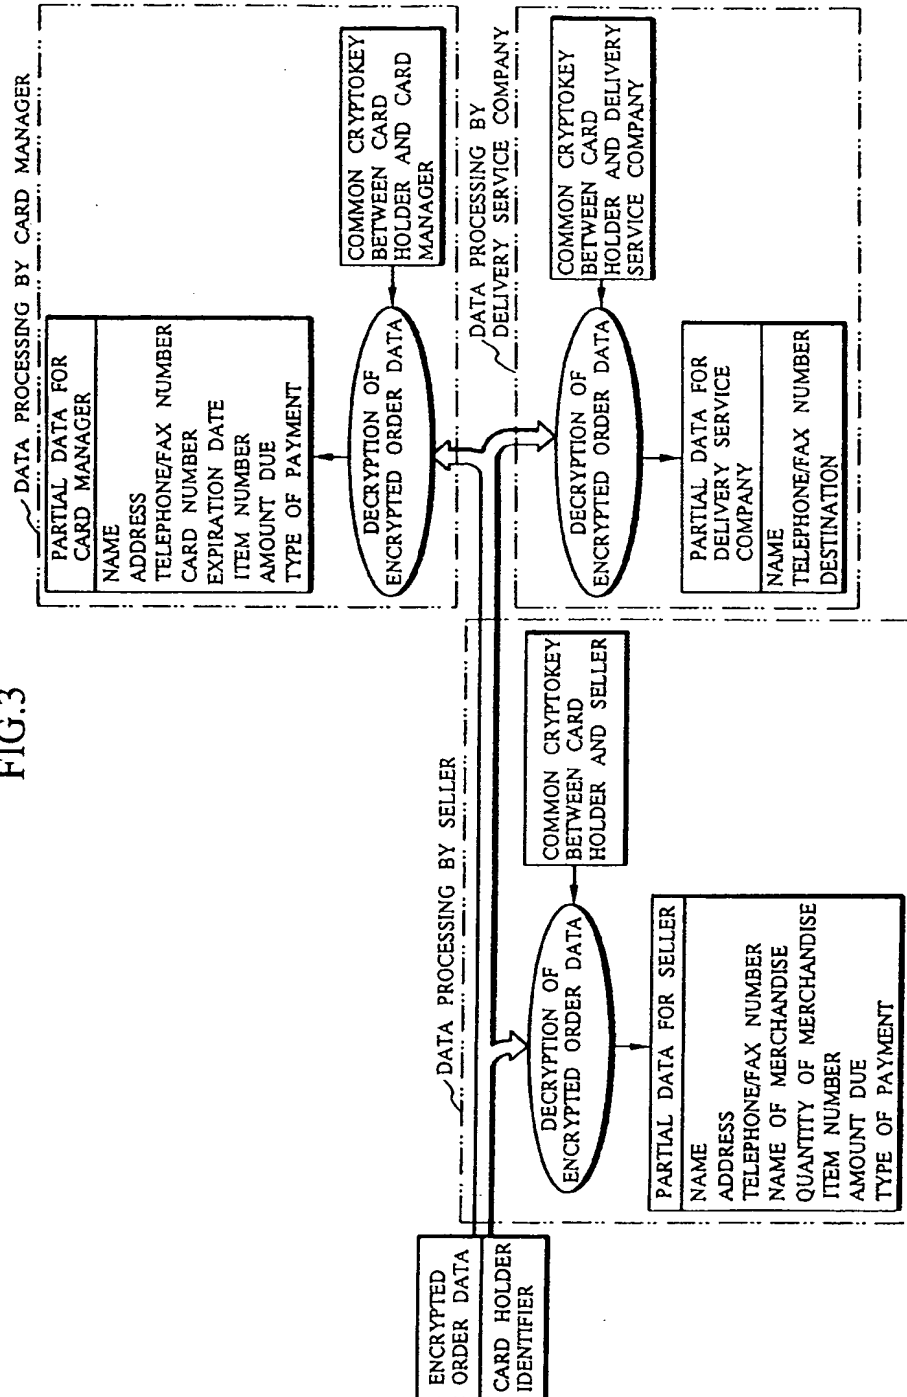 FIG.3
ENCRYPTED
ORDER DATA
CARD HOLDER
IDENTIFIER
DATA PROCESSING BY SELLER
DECRYPTION OF
ENCRYPTED ORDER DATA
COMMON CRYPTOKEY
BETWEEN CARD
HOLDER AND SELLER
PARTIAL DATA FOR SELLER
NAME
ADDRESS
TELEPHONE/FAX NUMBER
NAME OF MERCHANDISE
QUANTITY OF MERCHANDISE
ITEM NUMBER
AMOUNT DUE
TYPE OF PAYMENT
DATA PROCESSING BY CARD MANAGER
PARTIAL DATA FOR
CARD MANAGER
NAME
ADDRESS
TELEPHONE/FAX NUMBER
CARD NUMBER
EXPIRATION DATE
ITEM NUMBER
AMOUNT DUE
TYPE OF PAYMENT
DECRYPTION OF
ENCRYPTED ORDER DATA
COMMON CRYPTOKEY
BETWEEN CARD
HOLDER AND CARD
MANAGER
DATA PROCESSING BY
DELIVERY SERVICE COMPANY
DECRYPTION OF
ENCRYPTED ORDER DATA
COMMON CRYPTOKEY
BETWEEN CARD
HOLDER AND DELIVERY
SERVICE COMPANY
PARTIAL DATA FOR
DELIVERY SERVICE
COMPANY
NAME
TELEPHONE/FAX NUMBER
DESTINATION